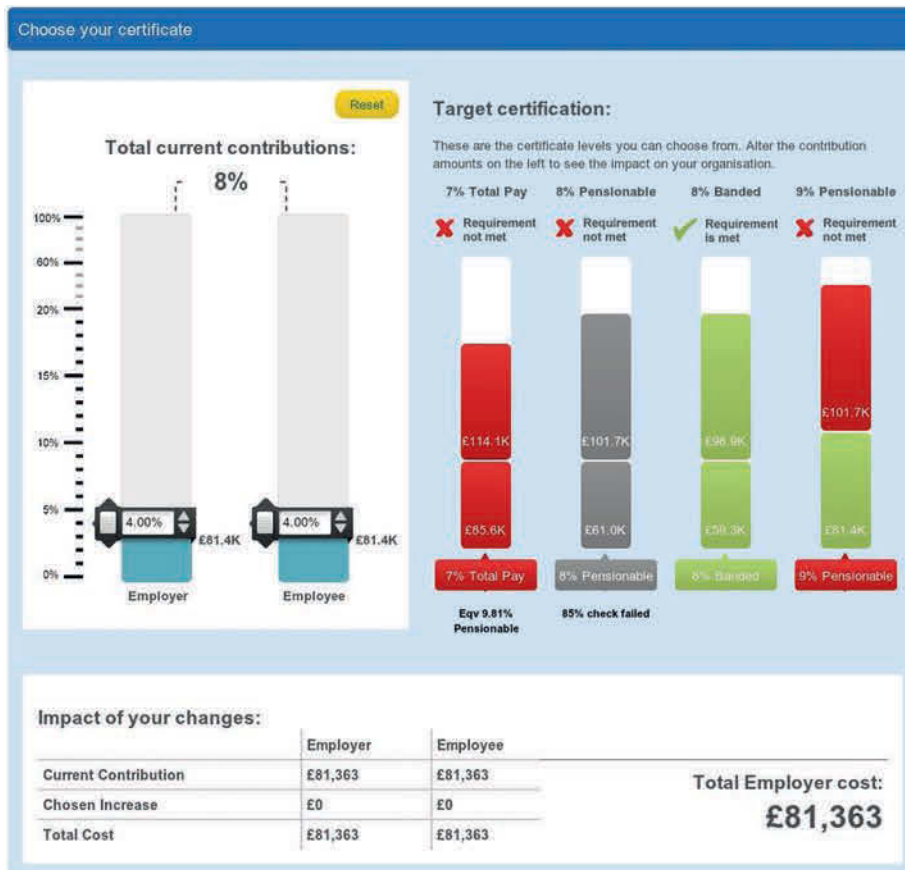 Choose your certificate
Reset
Total current contributions:
8%
100%
60%
20%
15%
10%
5%
0%
4.00%
£81.4K
4.00%
£81.4K
Employer
Employee
Target certification:
These are the certificate levels you can choose from. Alter the contribution
amounts on the left to see the impact on your organisation.
7% Total Pay
8% Pensionable
8% Banded
9% Pensionable
Requirement
not met
Requirement
not met
Requirement
is met
Requirement
not met
£114.1K
£101.7K
£98.9K
£101.7K
£85.6K
£61.0K
£59.3K
£81.4K
7% Total Pay
8% Pensionable
8% Banded
9% Pensionable
Eqv 9.81%
Pensionable
85% check failed
Impact of your changes:
Employer Employee
Current Contribution £81,363 £81,363
Chosen Increase £0 £0
Total Cost £81,363 £81,363
Total Employer cost:
£81,363